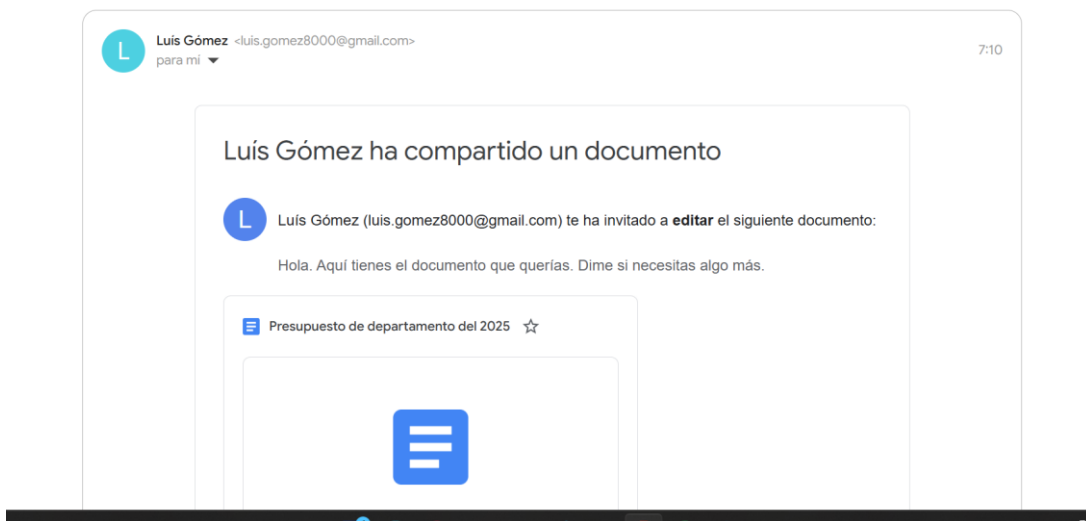 L
Luís Gómez <luis.gomez8000@gmail.com>
7:10
para mí
Luís Gómez ha compartido un documento
L
Luís Gómez (luis.gomez8000@gmail.com) te ha invitado a editar el siguiente documento:
Hola. Aquí tienes el documento que querías. Dime si necesitas algo más.
Presupuesto de departamento del 2025